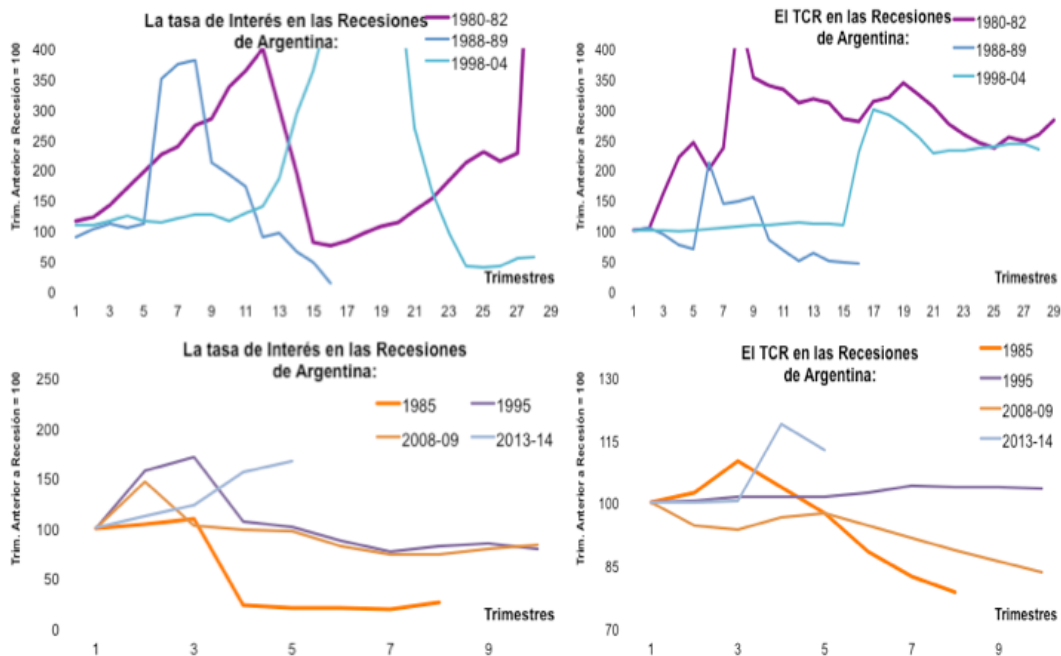 La tasa de Interés en las Recesiones
de Argentina:
1980-82
1988-89
1998-04
Trim. Anterior a Recesión = 100
400
350
300
250
200
150
100
50
0
Trimestres
1 3 5 7 9 11 13 15 17 19 21 23 25 27 29
El TCR en las Recesiones
de Argentina:
1980-82
1988-89
1998-04
Trim. Anterior a Recesión = 100
400
350
300
250
200
150
100
50
0
Trimestres
1 3 5 7 9 11 13 15 17 19 21 23 25 27 29
La tasa de Interés en las Recesiones
de Argentina:
1985 1995
2008-09 2013-14
Trim. Anterior a Recesión = 100
250
200
150
100
50
0
Trimestres
1 3 5 7 9
El TCR en las Recesiones
de Argentina:
1985
1995
2008-09
2013-14
Trim. Anterior a Recesión = 100
130
115
100
85
70
Trimestres
1 3 5 7 9